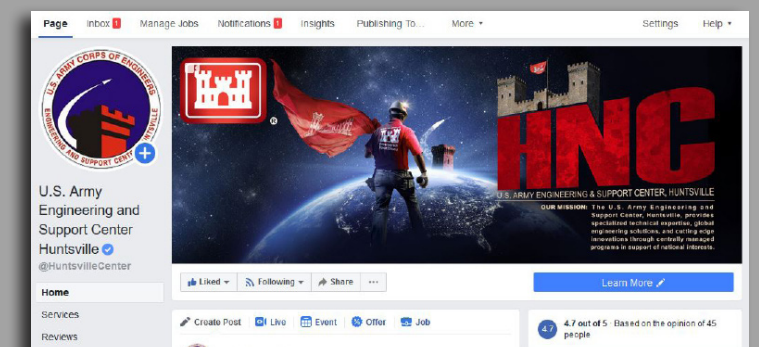 Page Inbox 1 Manage Jobs Notifications 1 Insights Publishing To... More Settings Help
U.S. ARMY CORPS OF ENGINEERS
ENGINEERING AND SUPPORT CENTER HUNTSVILLE
U.S. Army
Engineering and
Support Center
Huntsville
@HuntsvilleCenter
Home
Services
Reviews
HNC
U.S. ARMY ENGINEERING & SUPPORT CENTER, HUNTSVILLE
OUR MISSION: The U.S. Army Engineering and
Support Center, Huntsville, provides
specialized technical expertise, global
engineering solutions, and cutting edge
innovations through centrally managed
programs in support of national interests.
Liked Following Share ...
Learn More
Create Post Live Event Offer Job
4.7 4.7 out of 5 · Based on the opinion of 45
people